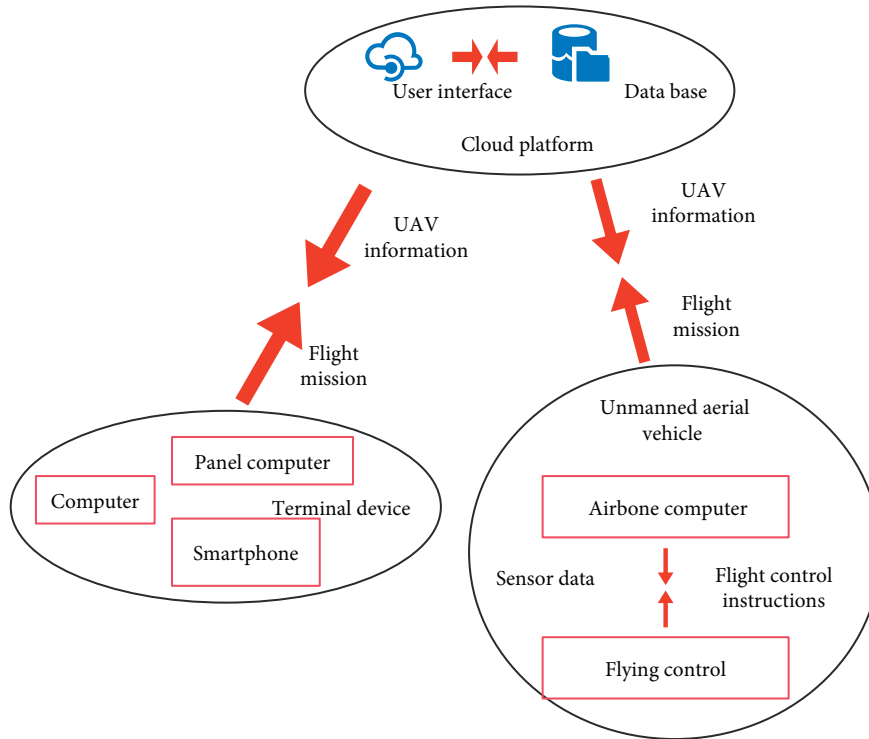 User interface
Data base
Cloud platform
UAV
information
UAV
information
Flight
mission
Flight
mission
Panel computer
Computer
Terminal device
Smartphone
Unmanned aerial
vehicle
Airbone computer
Sensor data
Flight control
instructions
Flying control